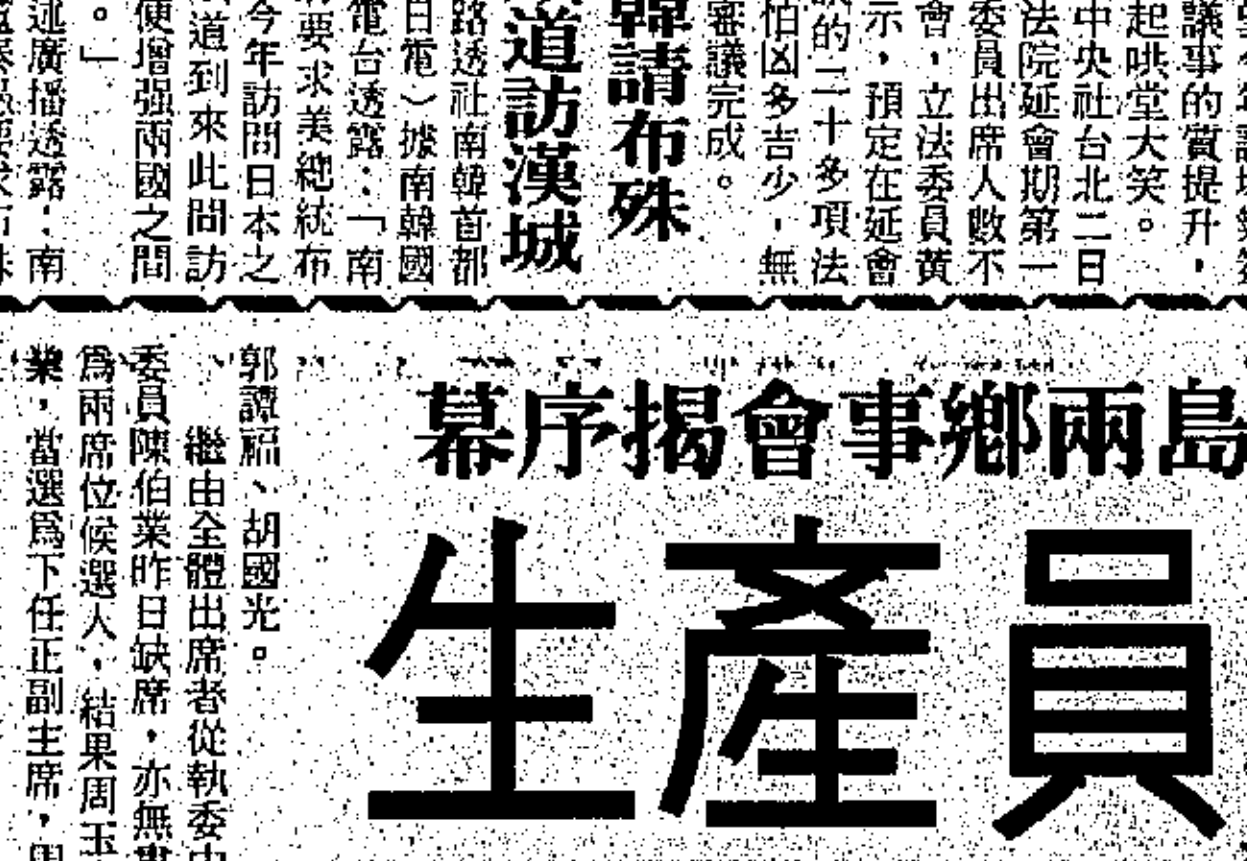 議事的質提升，
起哄堂大笑。
中央社台北二日
法院延會期第一
委員出席人數不
會，立法委員黃
示，預定在延會
的二十多項法
怕凶多吉少，無
審議完成。
韓請布殊
道訪漢城
路透社南韓首都
日電）據南韓國
電台透露：「南
要求美總統布
今年訪問日本之
道到來此間訪
便增强兩國之間
。」
述廣播透露：南
島兩鄉事會揭序幕
員產生
郭譚福、胡國光。
繼由全體出席者從執委
委員陳伯業昨日缺席，亦無
爲兩席位候選人，結果周玉
業，當選爲下任正副主席，